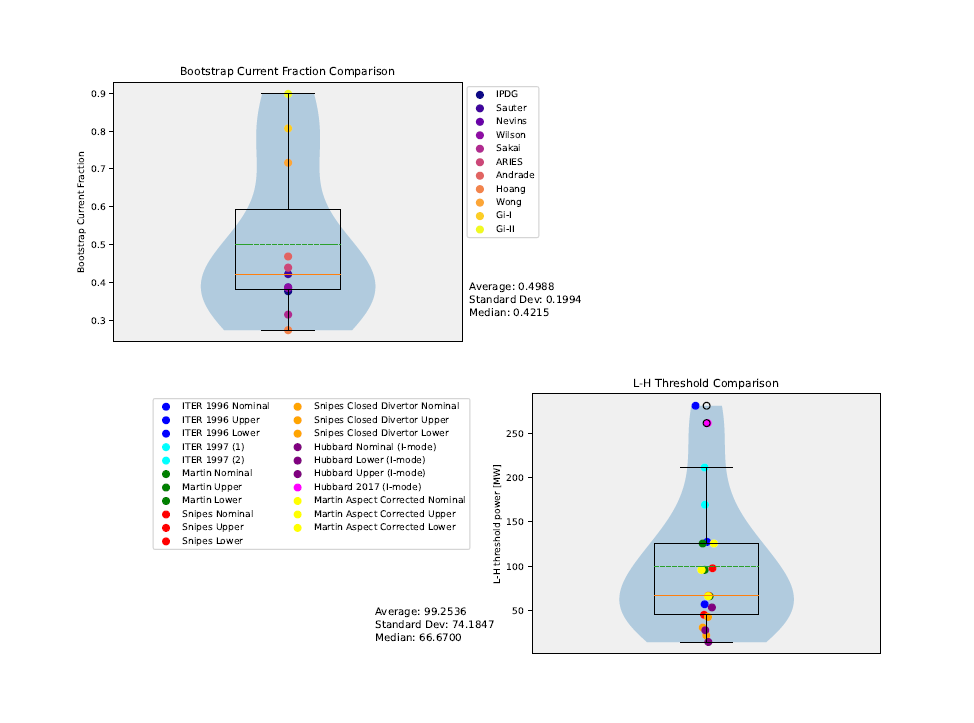 Bootstrap Current Fraction Comparison
Bootstrap Current Fraction
0.9
0.8
0.7
0.6
0.5
0.4
0.3
IPDG
Sauter
Nevins
Wilson
Sakai
ARIES
Andrade
Hoang
Wong
Gi-I
Gi-II
Average: 0.4988
Standard Dev: 0.1994
Median: 0.4215
ITER 1996 Nominal
ITER 1996 Upper
ITER 1996 Lower
ITER 1997 (1)
ITER 1997 (2)
Martin Nominal
Martin Upper
Martin Lower
Snipes Nominal
Snipes Upper
Snipes Lower
Snipes Closed Divertor Nominal
Snipes Closed Divertor Upper
Snipes Closed Divertor Lower
Hubbard Nominal (I-mode)
Hubbard Lower (I-mode)
Hubbard Upper (I-mode)
Hubbard 2017 (I-mode)
Martin Aspect Corrected Nominal
Martin Aspect Corrected Upper
Martin Aspect Corrected Lower
L-H Threshold Comparison
L-H threshold power [MW]
250
200
150
100
50
Average: 99.2536
Standard Dev: 74.1847
Median: 66.6700